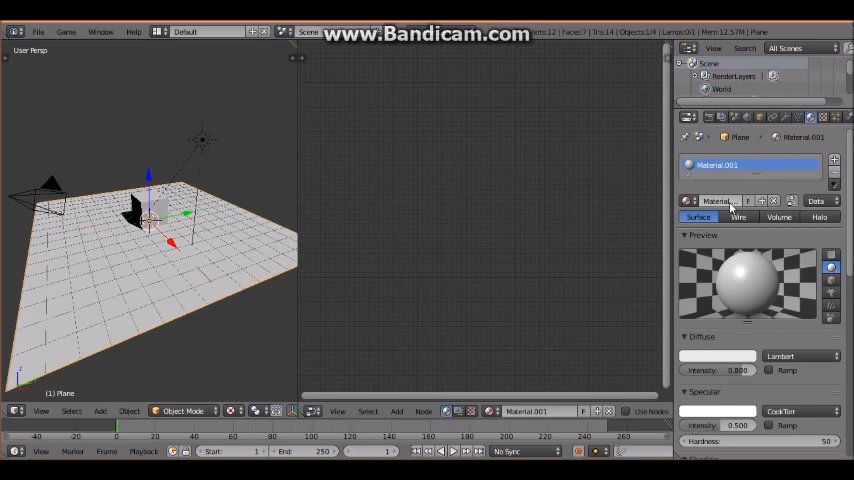 www.Bandicam.com
File Game Window Help Default Scene
Verts:12 | Faces:7 | Tris:14 | Objects:1/4 | Lamps:0/1 | Mem:12.57M | Plane
User Persp
View Search All Scenes
Scene
RenderLayers
World
Plane Material.001
Material.001
Material... F Data
Surface Wire Volume Halo
Preview
Diffuse
Lambert
Intensity: 0.800 Ramp
Specular
CookTorr
Intensity: 0.500 Ramp
Hardness: 50
z
(1) Plane
View Select Add Object Object Mode
View Select Add Node Material.001 F Use Nodes
-40 -20 0 20 40 60 80 100 120 140 160 180 200 220 240 260
View Marker Frame Playback Start: 1 End: 250 1 No Sync